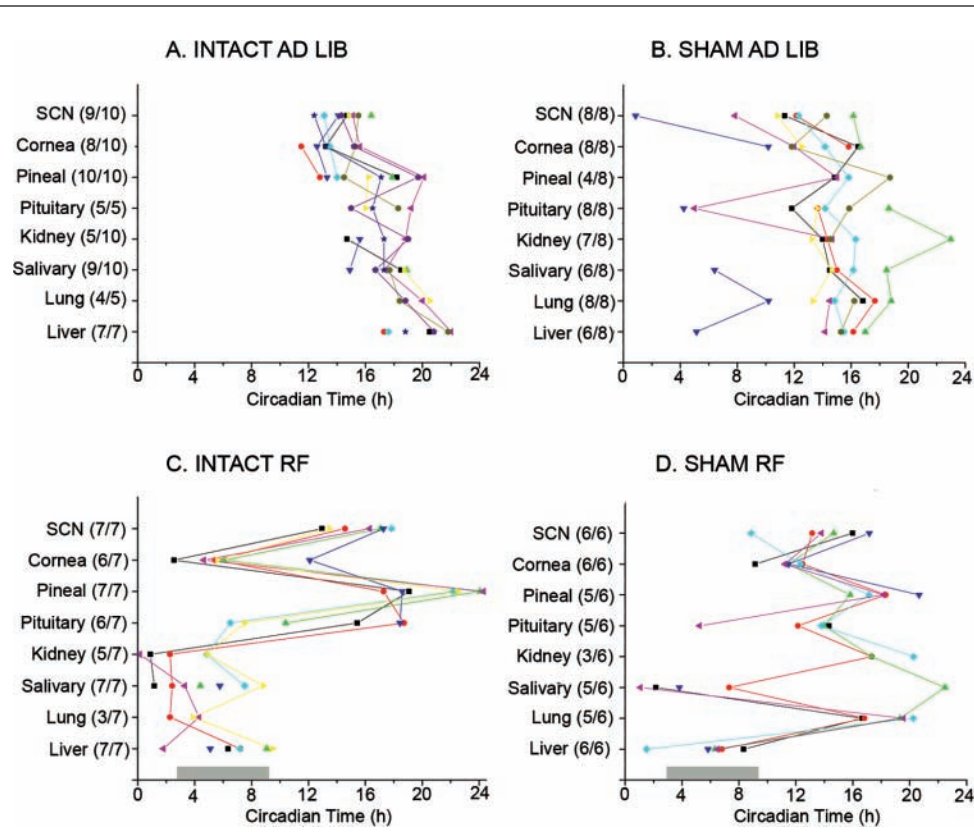 A. INTACT AD LIB
SCN (9/10)
Cornea (8/10)
Pineal (10/10)
Pituitary (5/5)
Kidney (5/10)
Salivary (9/10)
Lung (4/5)
Liver (7/7)
0 4 8 12 16 20 24
Circadian Time (h)
B. SHAM AD LIB
SCN (8/8)
Cornea (8/8)
Pineal (4/8)
Pituitary (8/8)
Kidney (7/8)
Salivary (6/8)
Lung (8/8)
Liver (6/8)
0 4 8 12 16 20 24
Circadian Time (h)
C. INTACT RF
SCN (7/7)
Cornea (6/7)
Pineal (7/7)
Pituitary (6/7)
Kidney (5/7)
Salivary (7/7)
Lung (3/7)
Liver (7/7)
0 4 8 12 16 20 24
Circadian Time (h)
D. SHAM RF
SCN (6/6)
Cornea (6/6)
Pineal (5/6)
Pituitary (5/6)
Kidney (3/6)
Salivary (5/6)
Lung (5/6)
Liver (6/6)
0 4 8 12 16 20 24
Circadian Time (h)